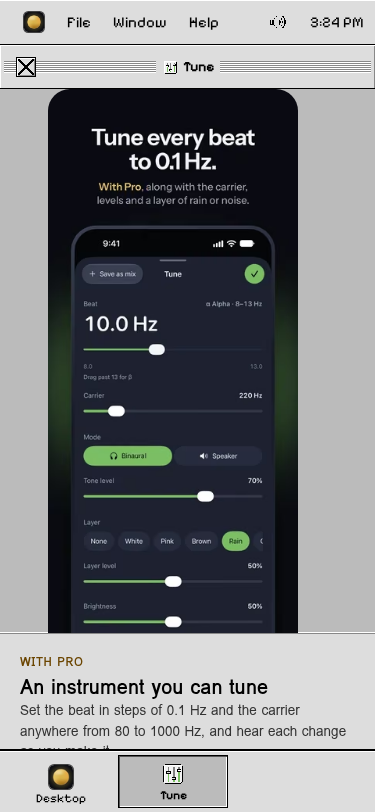 File Window Help 3:24 PM
Tune
Tune every beat
to 0.1 Hz.
With Pro, along with the carrier,
levels and a layer of rain or noise.
9:41
+ Save as mix Tune
Beat α Alpha · 8–13 Hz
10.0 Hz
8.0 13.0
Drag past 13 for β
Carrier 220 Hz
Mode
Binaural Speaker
Tone level 70%
Layer
None White Pink Brown Rain
Layer level 50%
Brightness 50%
WITH PRO
An instrument you can tune
Set the beat in steps of 0.1 Hz and the carrier
anywhere from 80 to 1000 Hz, and hear each change
as you make it
Desktop Tune